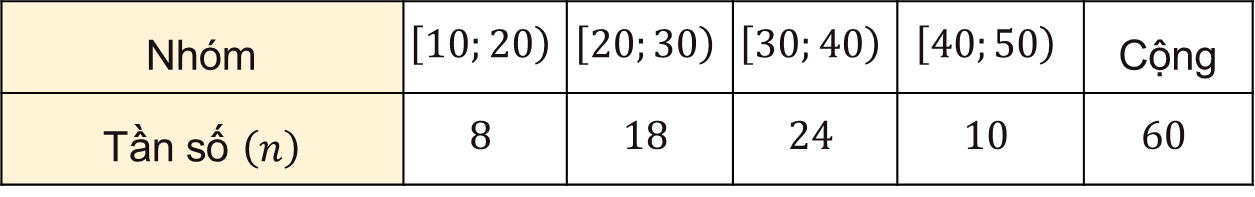 Nhóm [10; 20) [20; 30) [30; 40) [40; 50) Cộng
Tần số (n) 8 18 24 10 60